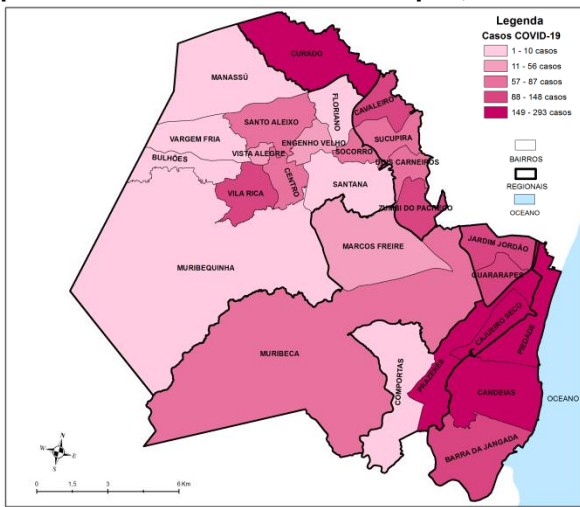 Legenda
Casos COVID-19
1 - 10 casos
11 - 56 casos
57 - 87 casos
88 - 148 casos
149 - 293 casos
BAIRROS
REGIONAIS
OCEANO
CURADO
MANASSÚ
FLORIANO
CAVALEIRO
SANTO ALEIXO
SUCUPIRA
VARGEM FRIA
ENGENHO VELHO
SOCORRO
VISTA ALEGRE
BULHÕES
DOIS CARNEIROS
CENTRO
SANTANA
VILA RICA
ZUMBI DO PACHECO
JARDIM JORDÃO
MARCOS FREIRE
GUARARAPES
MURIBEQUINHA
CAJUEIRO SECO
PIEDADE
MURIBECA
COMPORTAS
PRAZERES
CANDEIAS
OCEANO
BARRA DA JANGADA
N
W E
S
0 1,5 3 6 Km